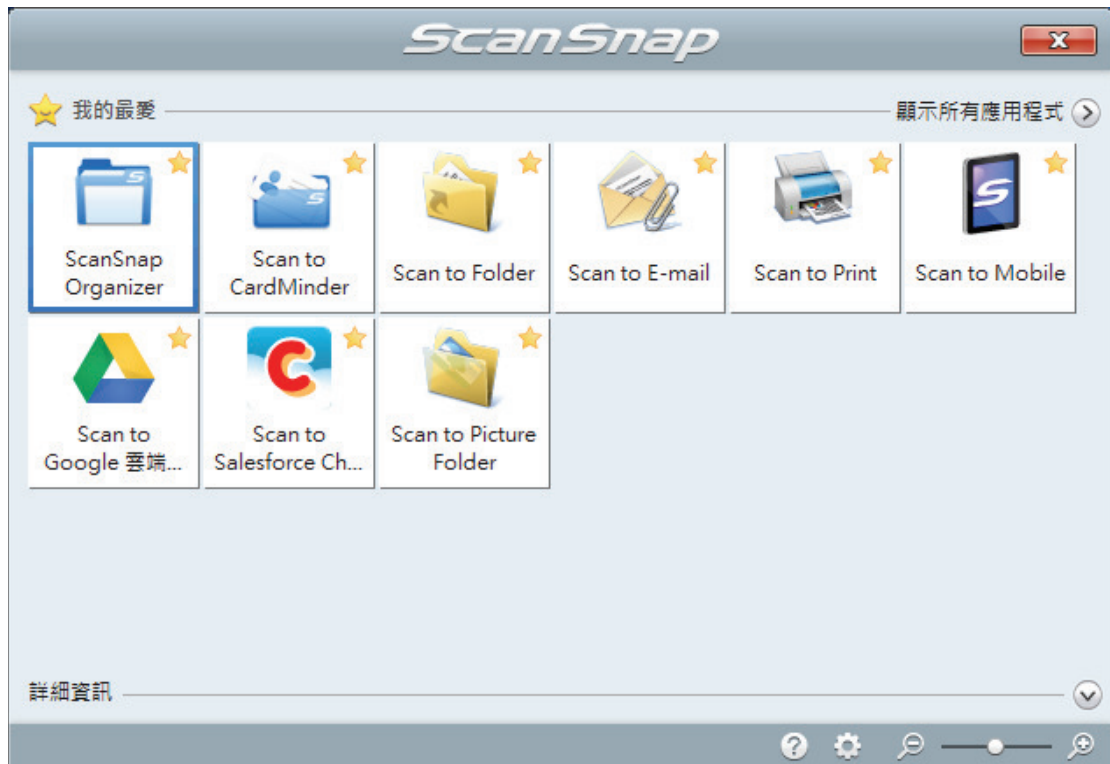 ScanSnap
我的最愛
顯示所有應用程式
ScanSnap
Organizer
Scan to
CardMinder
Scan to Folder
Scan to E-mail
Scan to Print
Scan to Mobile
Scan to
Google 雲端...
Scan to
Salesforce Ch...
Scan to Picture
Folder
詳細資訊